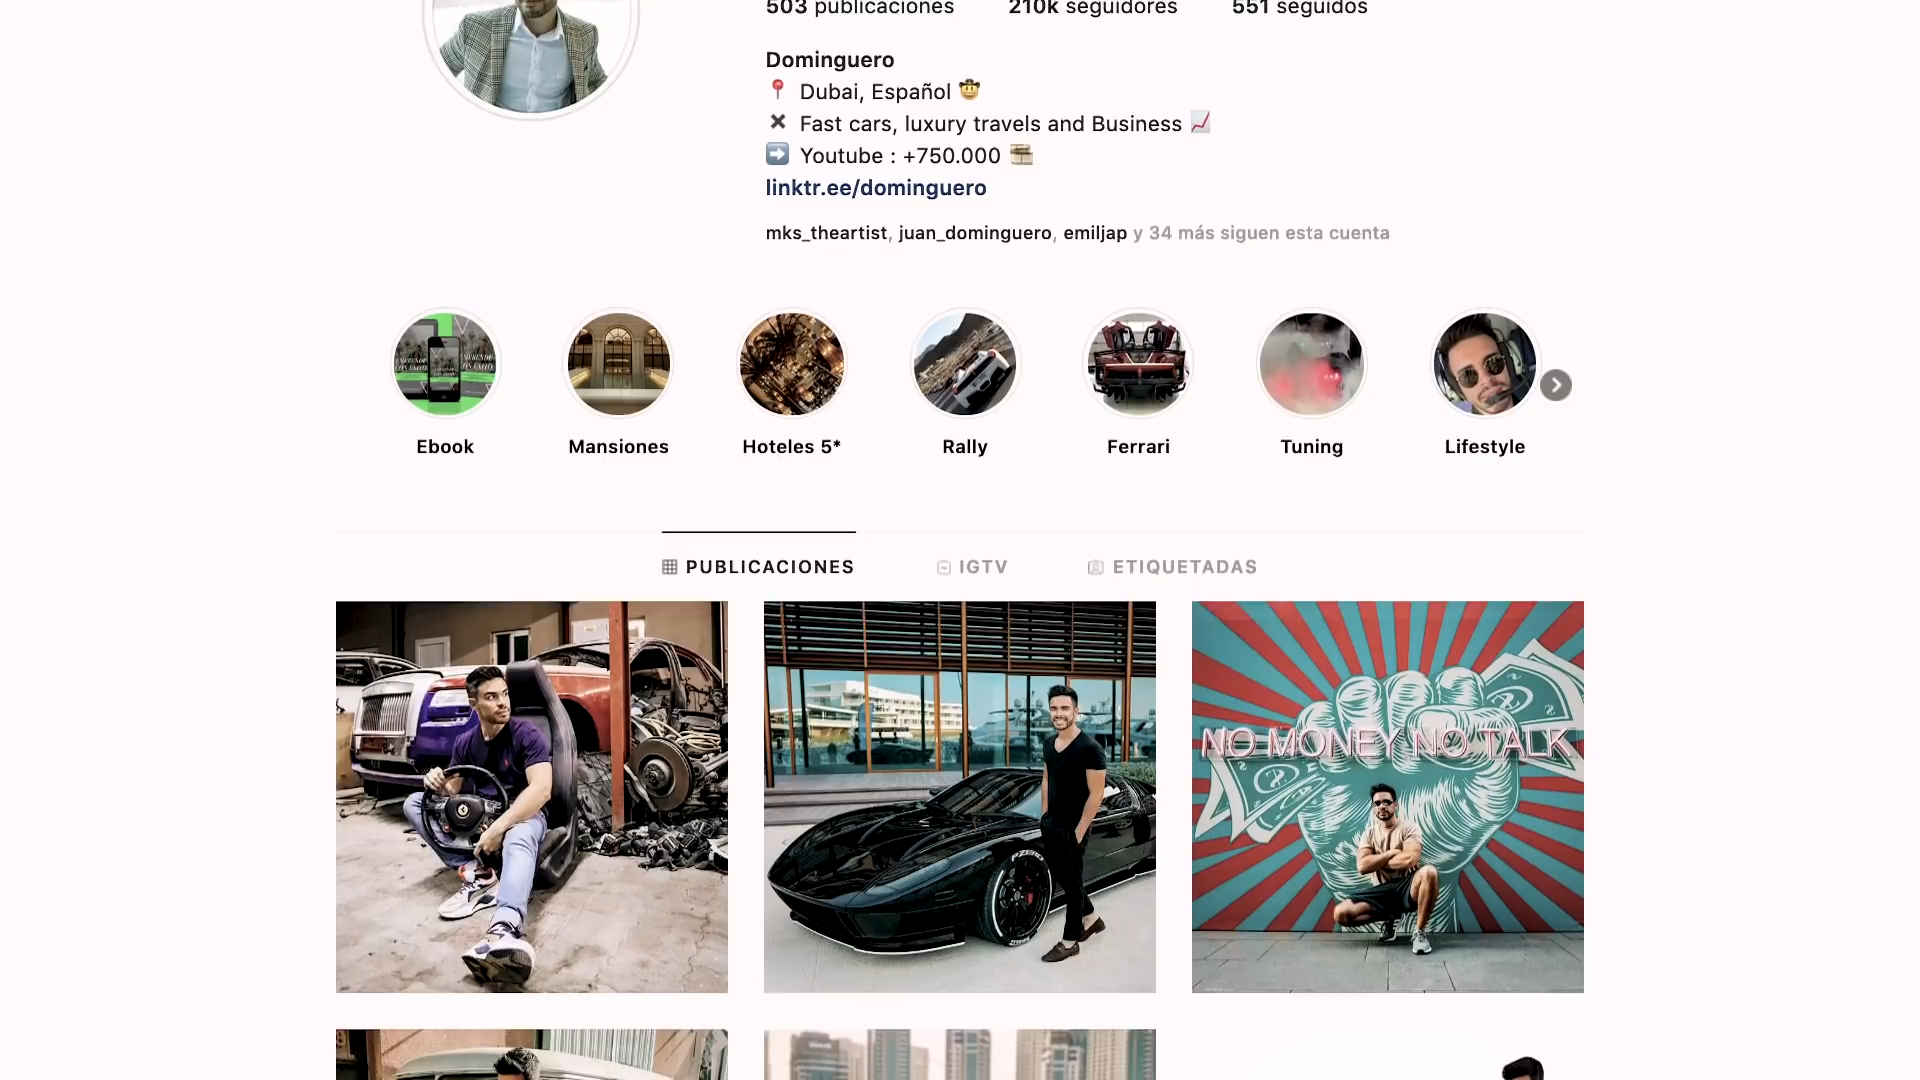 503 publicaciones 210k seguidores 551 seguidos
Dominguero
Dubai, Español
Fast cars, luxury travels and Business
Youtube : +750.000
linktr.ee/dominguero
mks_theartist, juan_dominguero, emiljap y 34 más siguen esta cuenta
Ebook Mansiones Hoteles 5* Rally Ferrari Tuning Lifestyle
PUBLICACIONES IGTV ETIQUETADAS
NO MONEY NO TALK
P ZERO